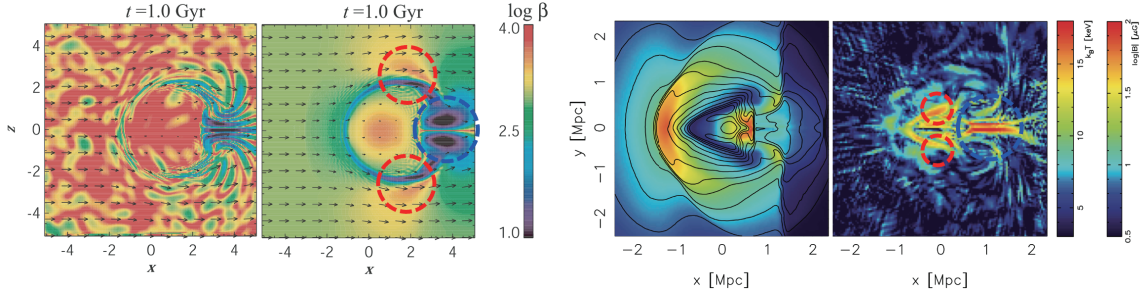 t=1.0 Gyr
t=1.0 Gyr
log β
4
2
0
-2
-4
z
-4 -2 0 2 4
x
-4 -2 0 2 4
x
4.0
2.5
1.0
2
1
0
−1
−2
y [Mpc]
−2 −1 0 1 2
x [Mpc]
−2 −1 0 1 2
x [Mpc]
5
10
15
k_BT [keV]
0.5
1
1.5
2
log|B| [μG]